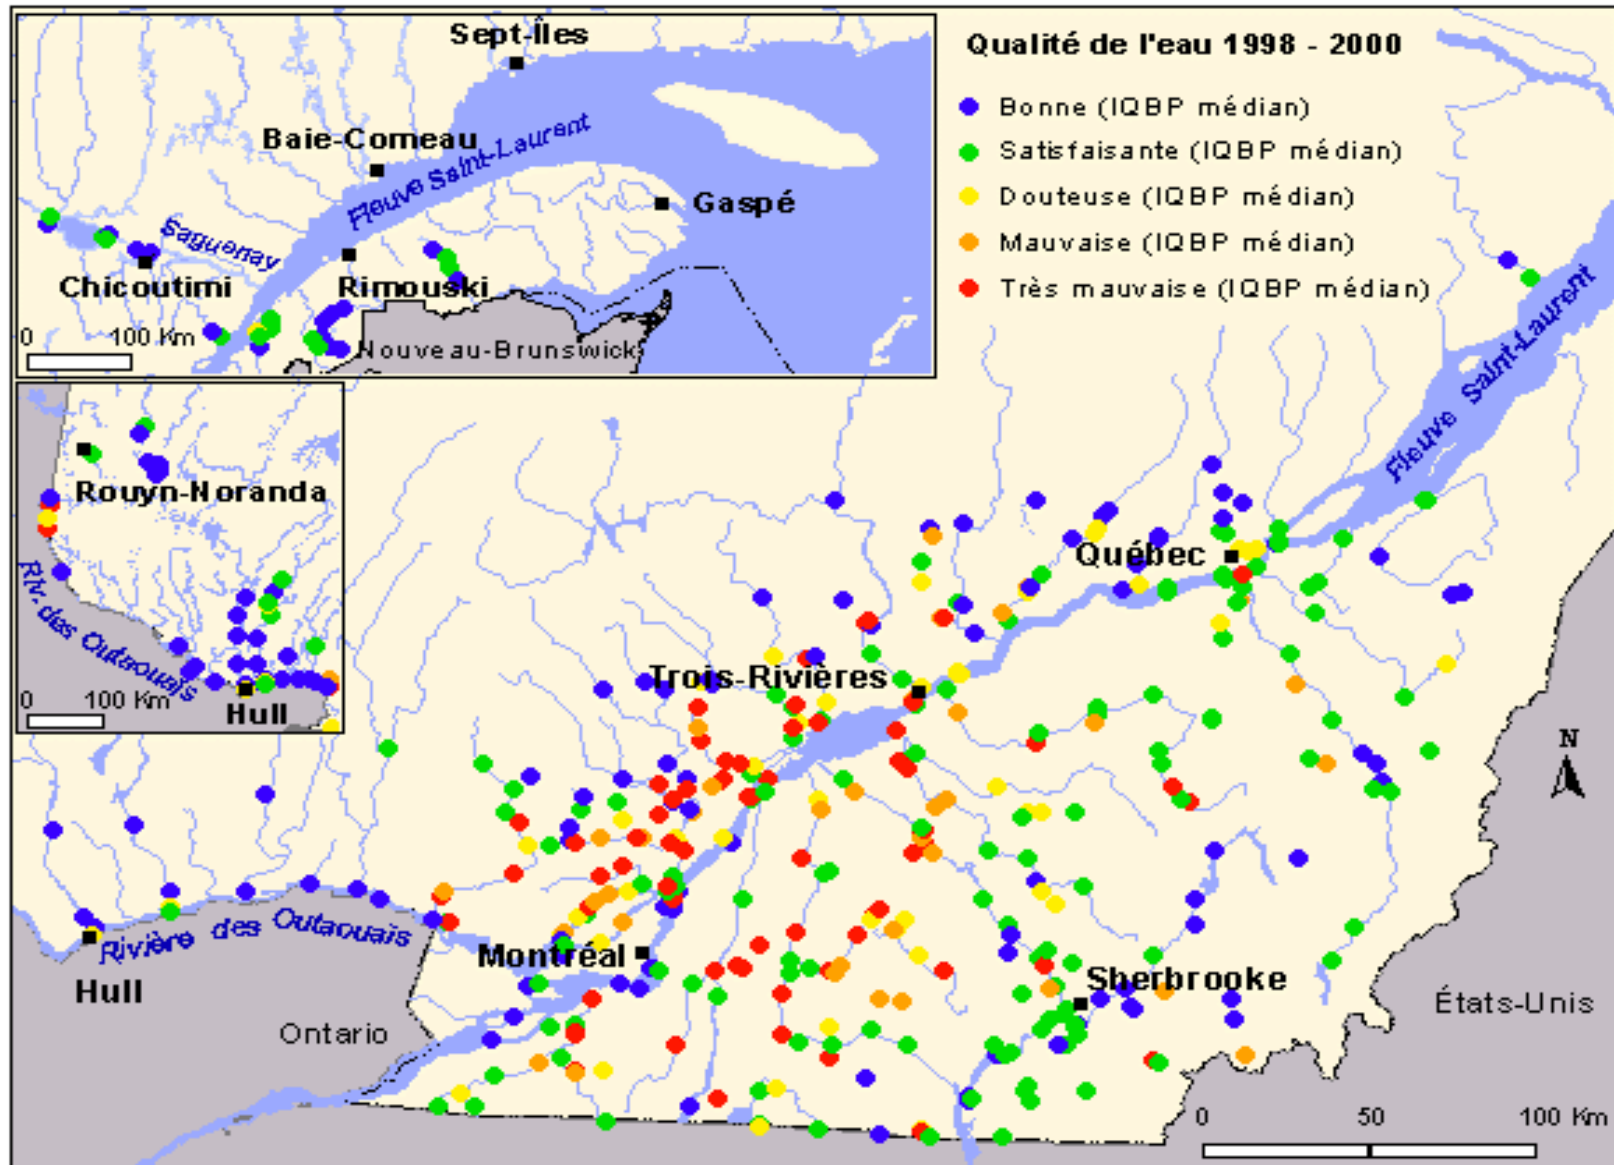 Sept-Îles
Baie-Comeau
Fleuve Saint-Laurent
Gaspé
Saguenay
Chicoutimi
Rimouski
0 100 Km
Nouveau-Brunswick
Qualité de l'eau 1998 - 2000
Bonne (IQBP médian)
Satisfaisante (IQBP médian)
Douteuse (IQBP médian)
Mauvaise (IQBP médian)
Très mauvaise (IQBP médian)
Fleuve Saint-Laurent
Rouyn-Noranda
Riv. des Outaouais
0 100 Km
Hull
Québec
Trois-Rivières
N
Rivière des Outaouais
Hull
Montréal
Sherbrooke
Ontario
États-Unis
0 50 100 Km